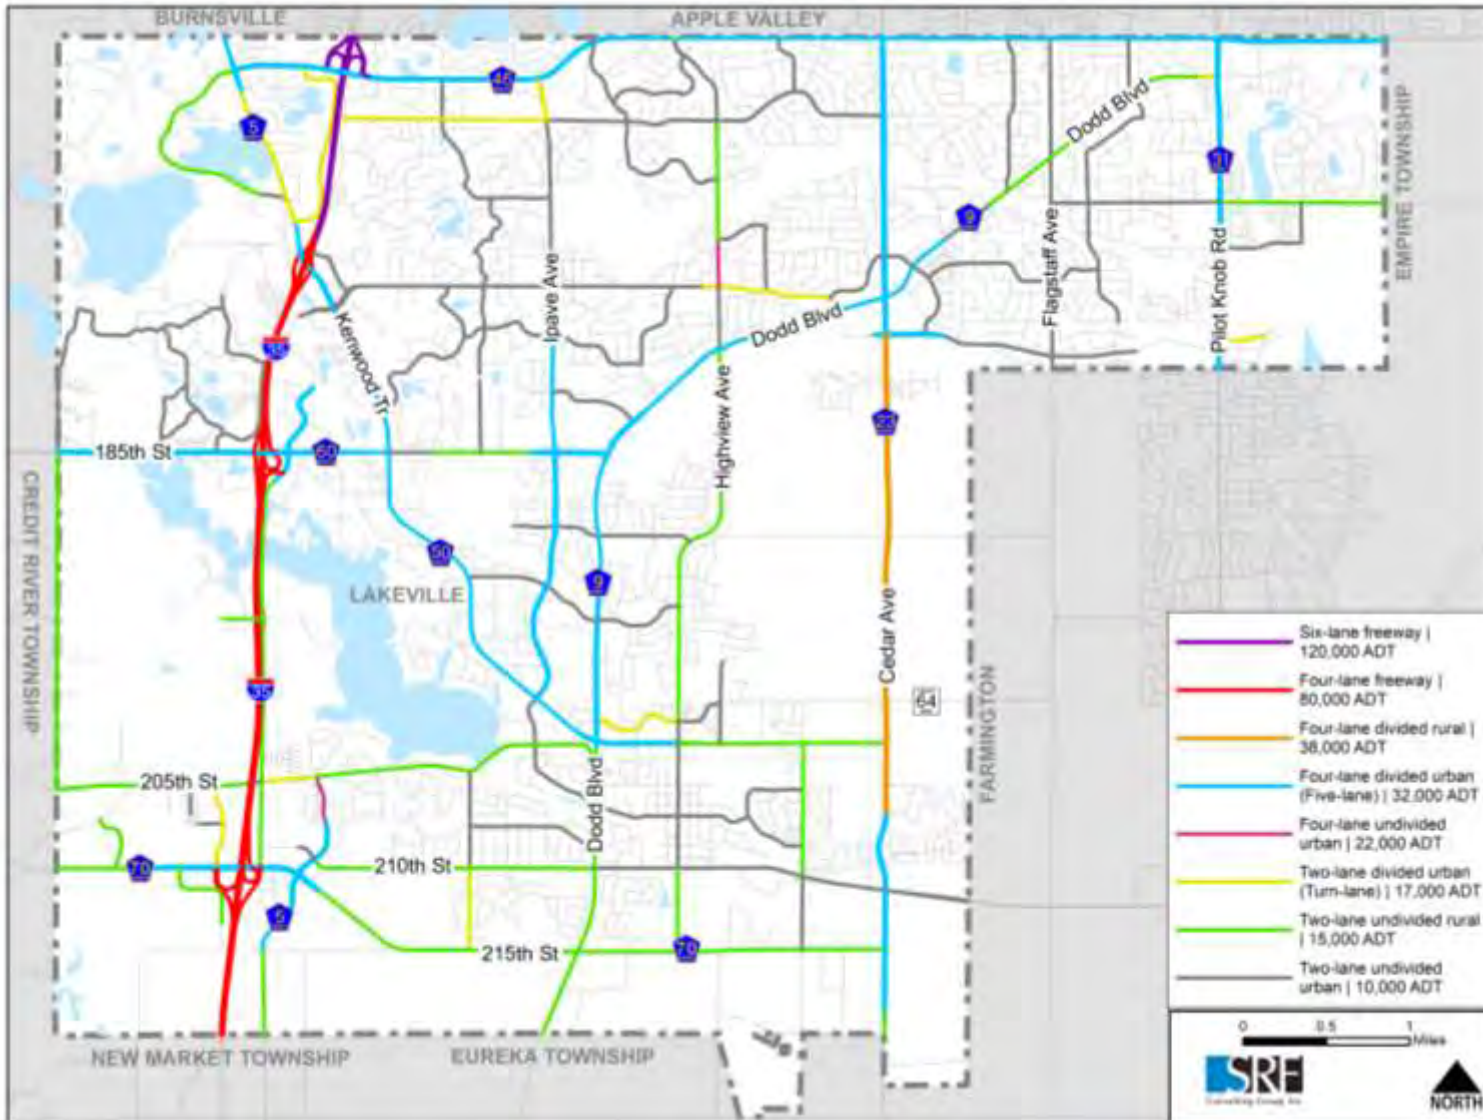 BURNSVILLE
APPLE VALLEY
46
5
Dodd Blvd
31
EMPIRE TOWNSHIP
9
Flagstaff Ave
Pilot Knob Rd
Ipave Ave
Kenwood Tr
35
Dodd Blvd
Highview Ave
23
185th St
60
CREDIT RIVER TOWNSHIP
50
LAKEVILLE
9
Cedar Ave
35
64
FARMINGTON
205th St
Dodd Blvd
70
210th St
5
215th St
70
NEW MARKET TOWNSHIP
EUREKA TOWNSHIP
Six-lane freeway |
120,000 ADT
Four-lane freeway |
80,000 ADT
Four-lane divided rural |
38,000 ADT
Four-lane divided urban
(Five-lane) | 32,000 ADT
Four-lane undivided
urban | 22,000 ADT
Two-lane divided urban
(Turn-lane) | 17,000 ADT
Two-lane undivided rural
| 15,000 ADT
Two-lane undivided
urban | 10,000 ADT
0 0.5 1
Miles
SRF
Consulting Group, Inc.
NORTH